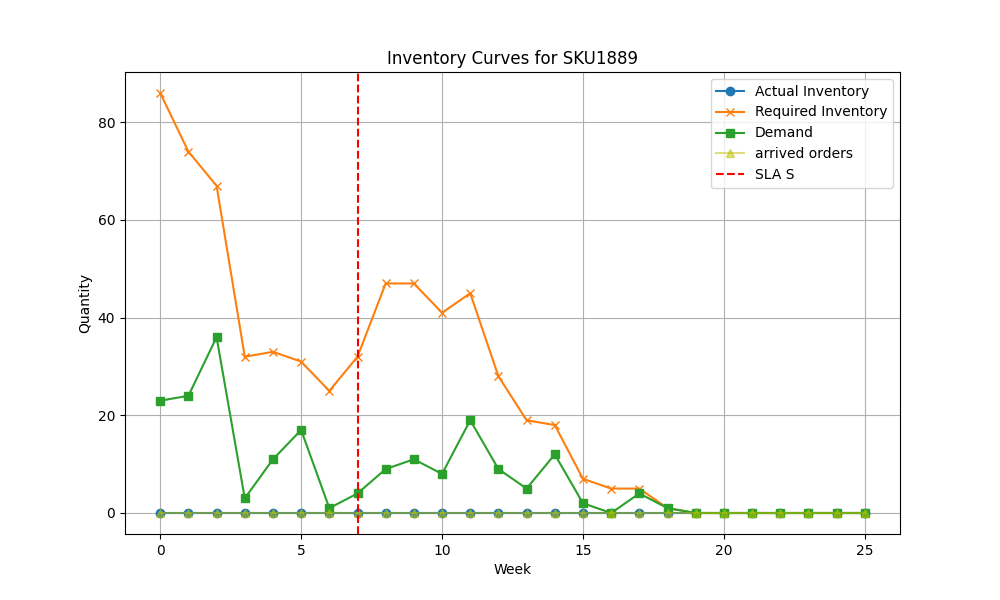 Inventory Curves for SKU1889
Actual Inventory
Required Inventory
Demand
arrived orders
SLA S
Quantity
80
60
40
20
0
0 5 10 15 20 25
Week